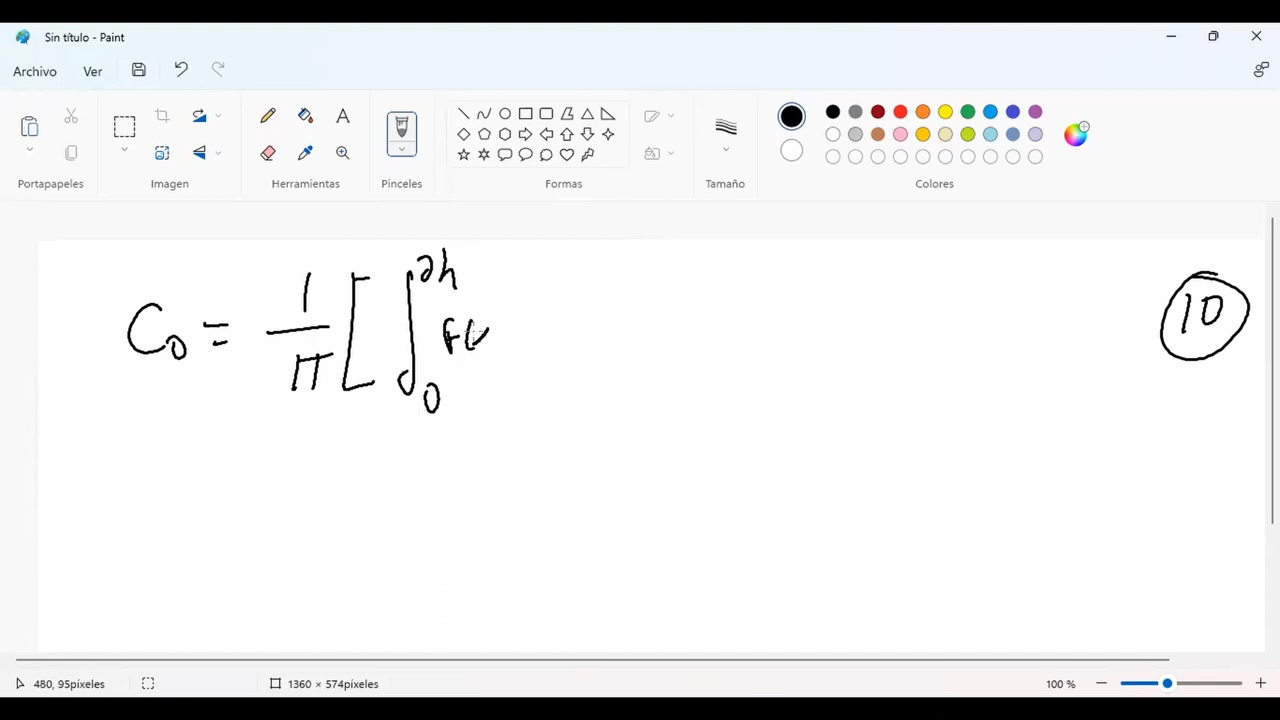 Sin título - Paint
Archivo Ver
Portapapeles Imagen Herramientas Pinceles Formas Tamaño Colores
C₀ = 1/π [ ∫₀
10
480, 95píxeles 1360 × 574píxeles 100 %